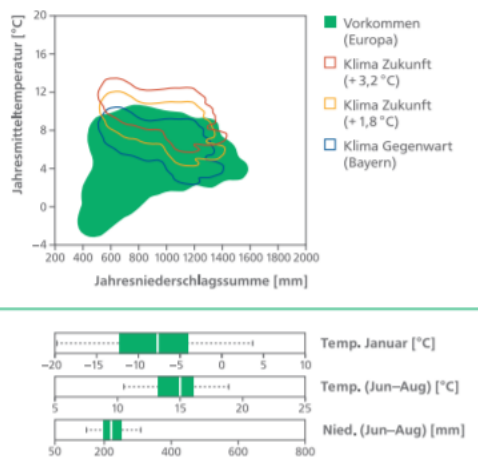 20
16
12
8
4
0
−4
Jahresmitteltemperatur [°C]
200 400 600 800 1000 1200 1400 1600 1800 2000
Jahresniederschlagssumme [mm]
Vorkommen
(Europa)
Klima Zukunft
(+ 3,2 °C)
Klima Zukunft
(+ 1,8 °C)
Klima Gegenwart
(Bayern)
Temp. Januar [°C]
−20 −15 −10 −5 0 5 10
Temp. (Jun–Aug) [°C]
5 10 15 20 25
Nied. (Jun–Aug) [mm]
50 200 400 600 800